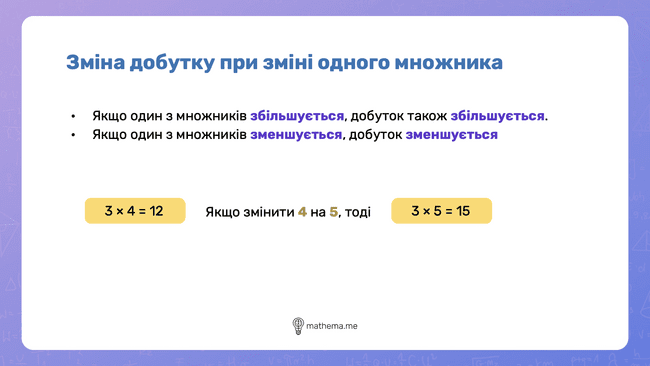 Зміна добутку при зміні одного множника
• Якщо один з множників збільшується, добуток також збільшується.
• Якщо один з множників зменшується, добуток зменшується
3 × 4 = 12 Якщо змінити 4 на 5, тоді 3 × 5 = 15
mathema.me